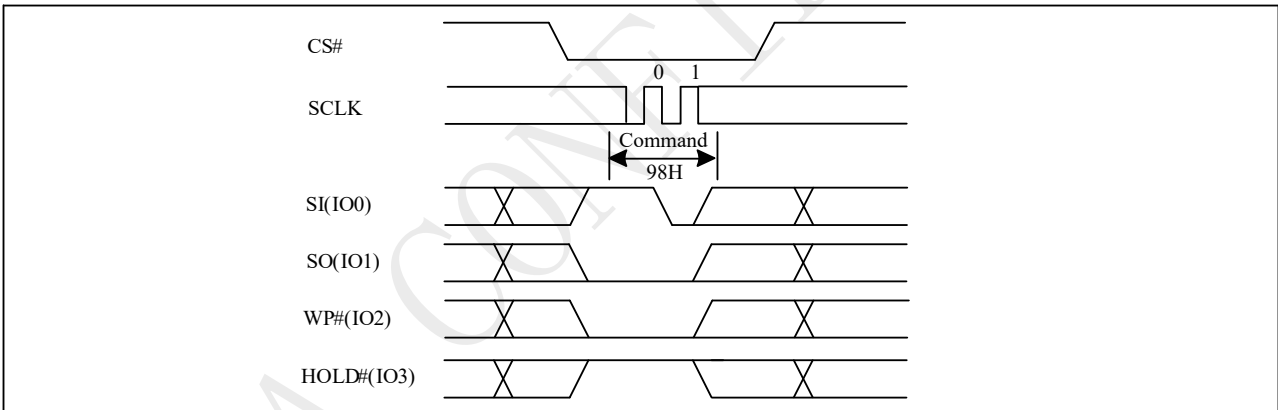 CS#
0 1
SCLK
Command
98H
SI(IO0)
SO(IO1)
WP#(IO2)
HOLD#(IO3)